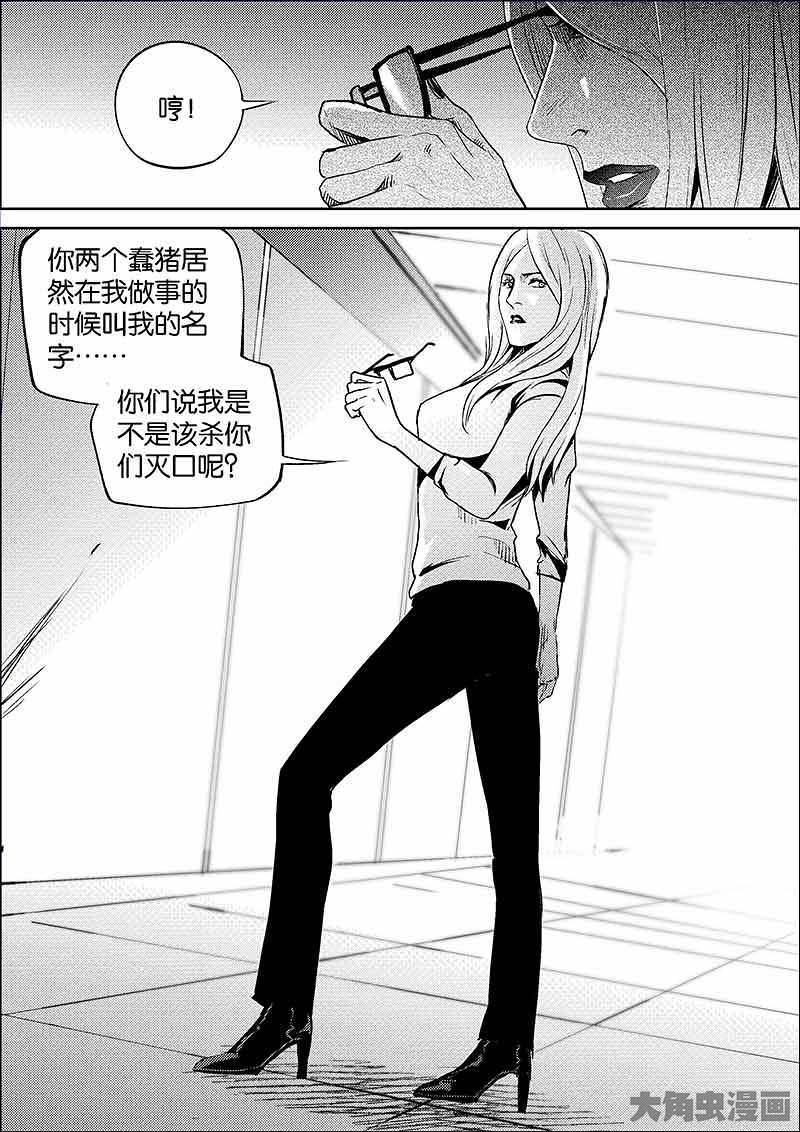 哼！
你两个蠢猪居
然在我做事的
时候叫我的名
字……
你们说我是
不是该杀你
们灭口呢？
大角虫漫画